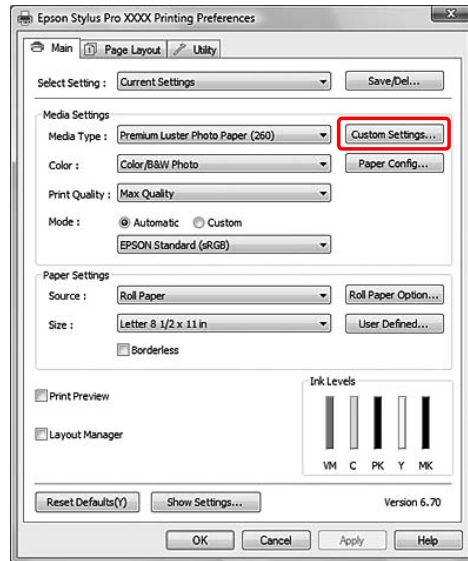 Epson Stylus Pro XXXX Printing Preferences
Main Page Layout Utility
Select Setting : Current Settings Save/Del...
Media Settings
Media Type : Premium Luster Photo Paper (260) Custom Settings...
Color : Color/B&W Photo Paper Config...
Print Quality : Max Quality
Mode : Automatic Custom
EPSON Standard (sRGB)
Paper Settings
Source : Roll Paper Roll Paper Option...
Size : Letter 8 1/2 x 11 in User Defined...
Borderless
Print Preview
Layout Manager
Ink Levels
VM C PK Y MK
Reset Defaults(Y) Show Settings... Version 6.70
OK Cancel Apply Help